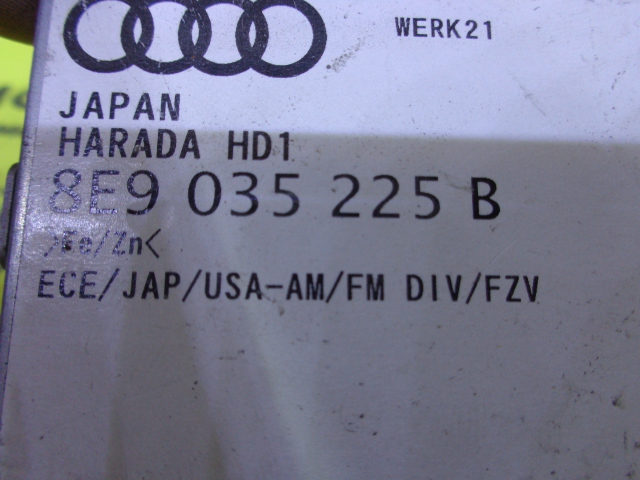 WERK21
JAPAN
HARADA HD1
8E9 035 225 B
>Fe/Zn<
ECE/JAP/USA-AM/FM DIV/FZV